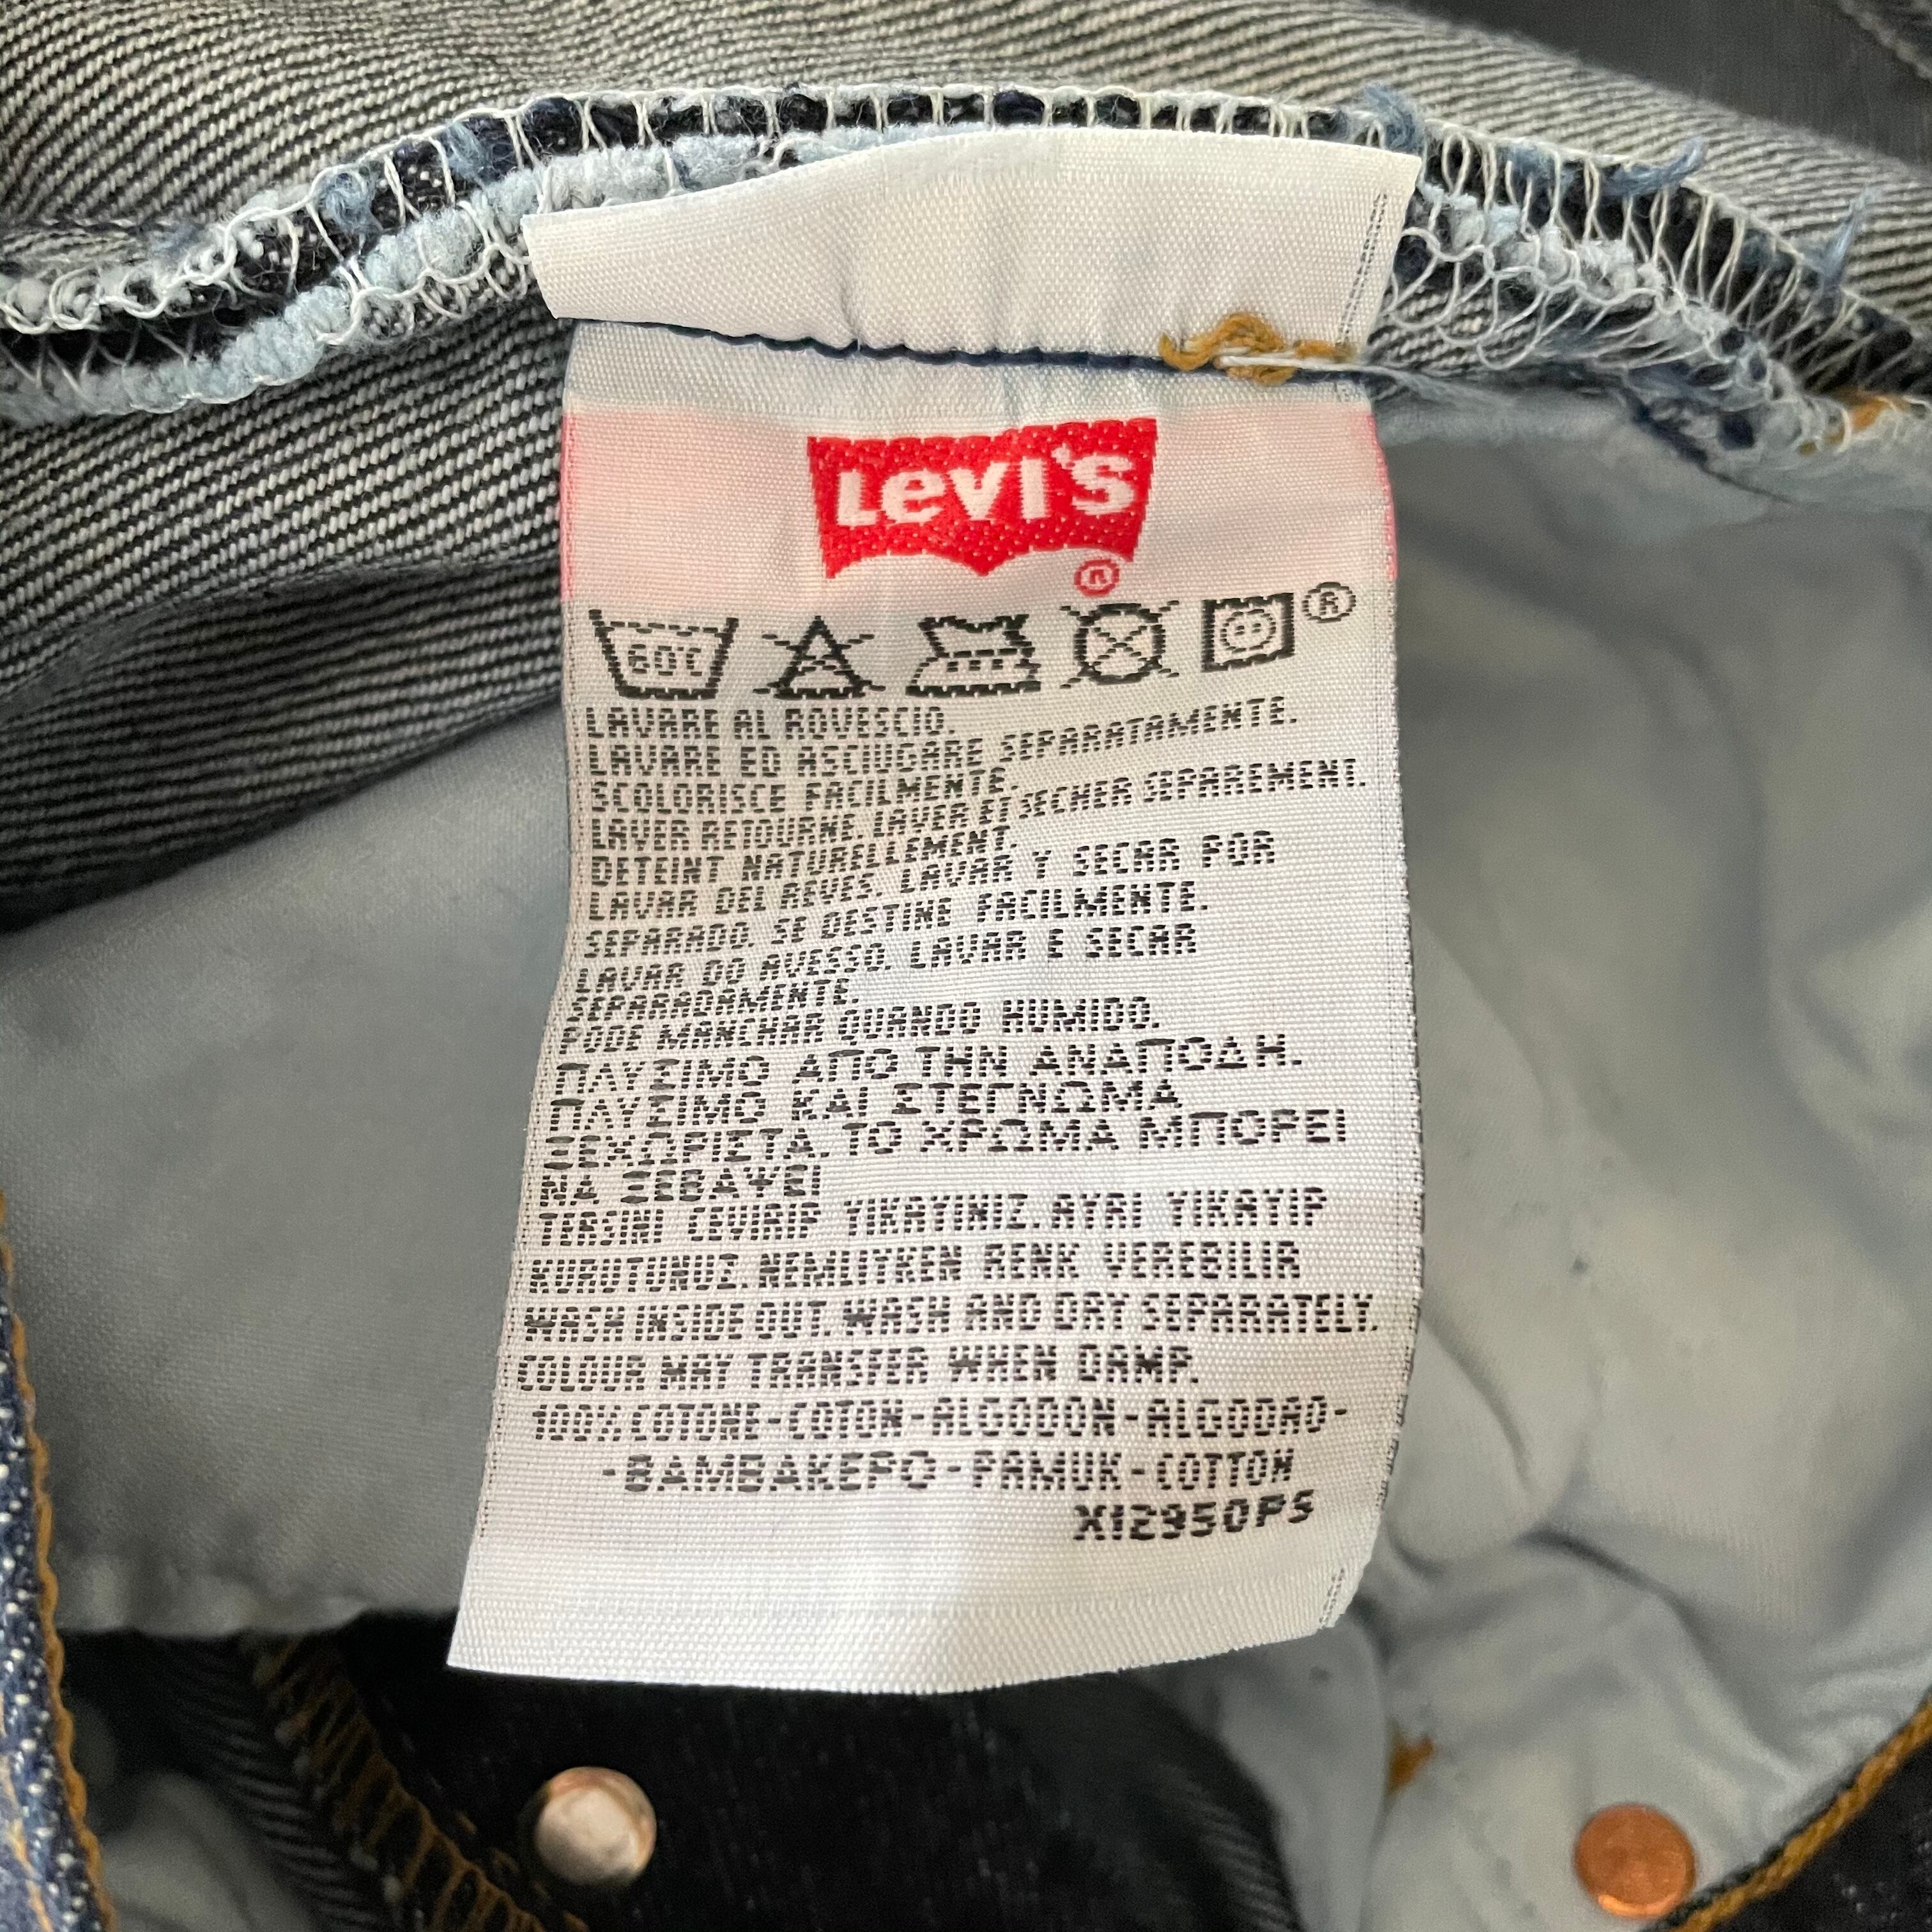 Levi's
®
60°C
®
LAVARE AL ROVESCIO.
LAVARE ED ASCIUGARE SEPARATAMENTE.
SCOLORISCE FACILMENTE.
LAVER RETOURNE. LAVER ET SECHER SEPAREMENT.
DETEINT NATURELLEMENT.
LAVAR DEL REVES. LAVAR Y SECAR POR
SEPARADO. SE DESTINE FACILMENTE.
LAVAR DO AVESSO. LAVAR E SECAR
SEPARADAMENTE.
PODE MANCHAR QUANDO HUMIDO.
ΠΛΥΣΙΜΟ ΑΠΟ ΤΗΝ ΑΝΑΠΟΔΗ.
ΠΛΥΣΙΜΟ ΚΑΙ ΣΤΕΓΝΩΜΑ
ΞΕΧΩΡΙΣΤΑ. ΤΟ ΧΡΩΜΑ ΜΠΟΡΕΙ
ΝΑ ΞΕΒΑΨΕΙ
TERSINI CEVIRIP YIKAYINIZ. AYRI YIKAYIP
KURUTUNUZ. NEMLIYKEN RENK VEREBILIR
WASH INSIDE OUT. WASH AND DRY SEPARATELY.
COLOUR MAY TRANSFER WHEN DAMP.
100% COTONE-COTON-ALGODON-ALGODAO-
-ΒΑΜΒΑΚΕΡΟ-PAMUK-COTTON
X12950PS